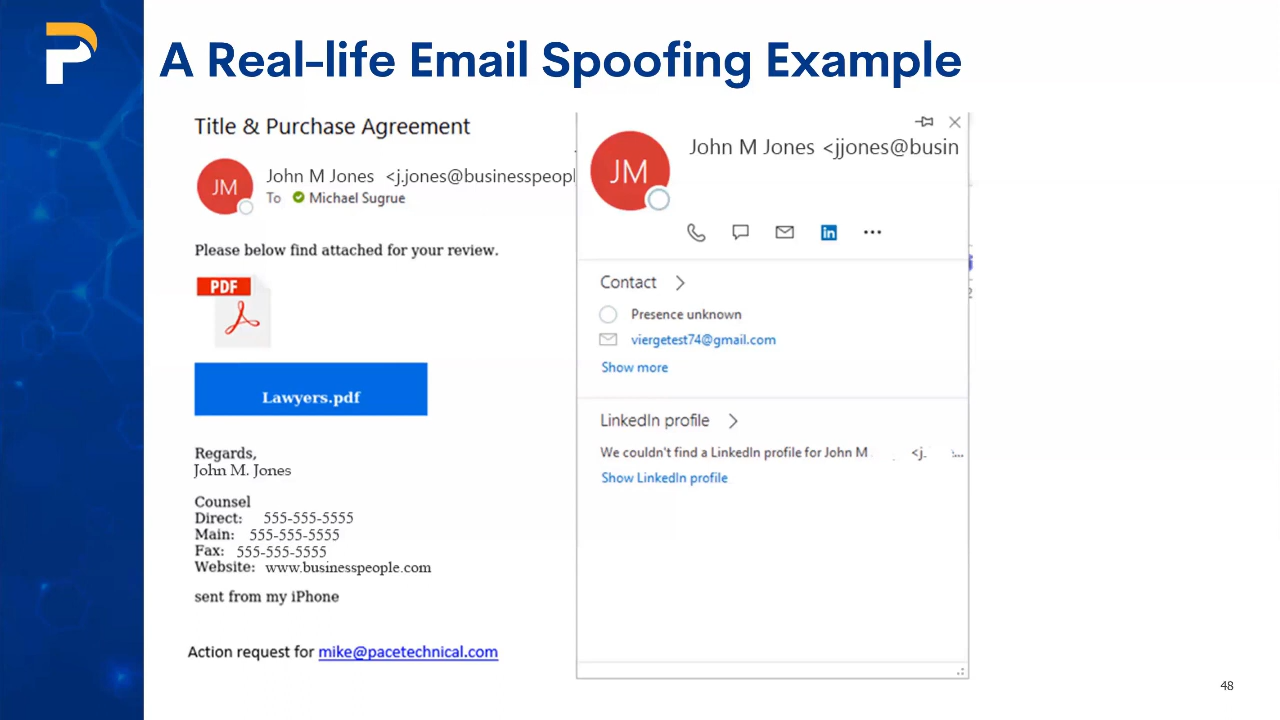 A Real-life Email Spoofing Example
Title & Purchase Agreement
JM
John M Jones <j.jones@businesspeopl
To Michael Sugrue
Please below find attached for your review.
PDF
Lawyers.pdf
Regards,
John M. Jones
Counsel
Direct: 555-555-5555
Main: 555-555-5555
Fax: 555-555-5555
Website: www.businesspeople.com
sent from my iPhone
Action request for mike@pacetechnical.com
JM
John M Jones <jjones@busin
in
Contact
Presence unknown
viergetest74@gmail.com
Show more
LinkedIn profile
We couldn't find a LinkedIn profile for John M <j. ...
Show LinkedIn profile
48